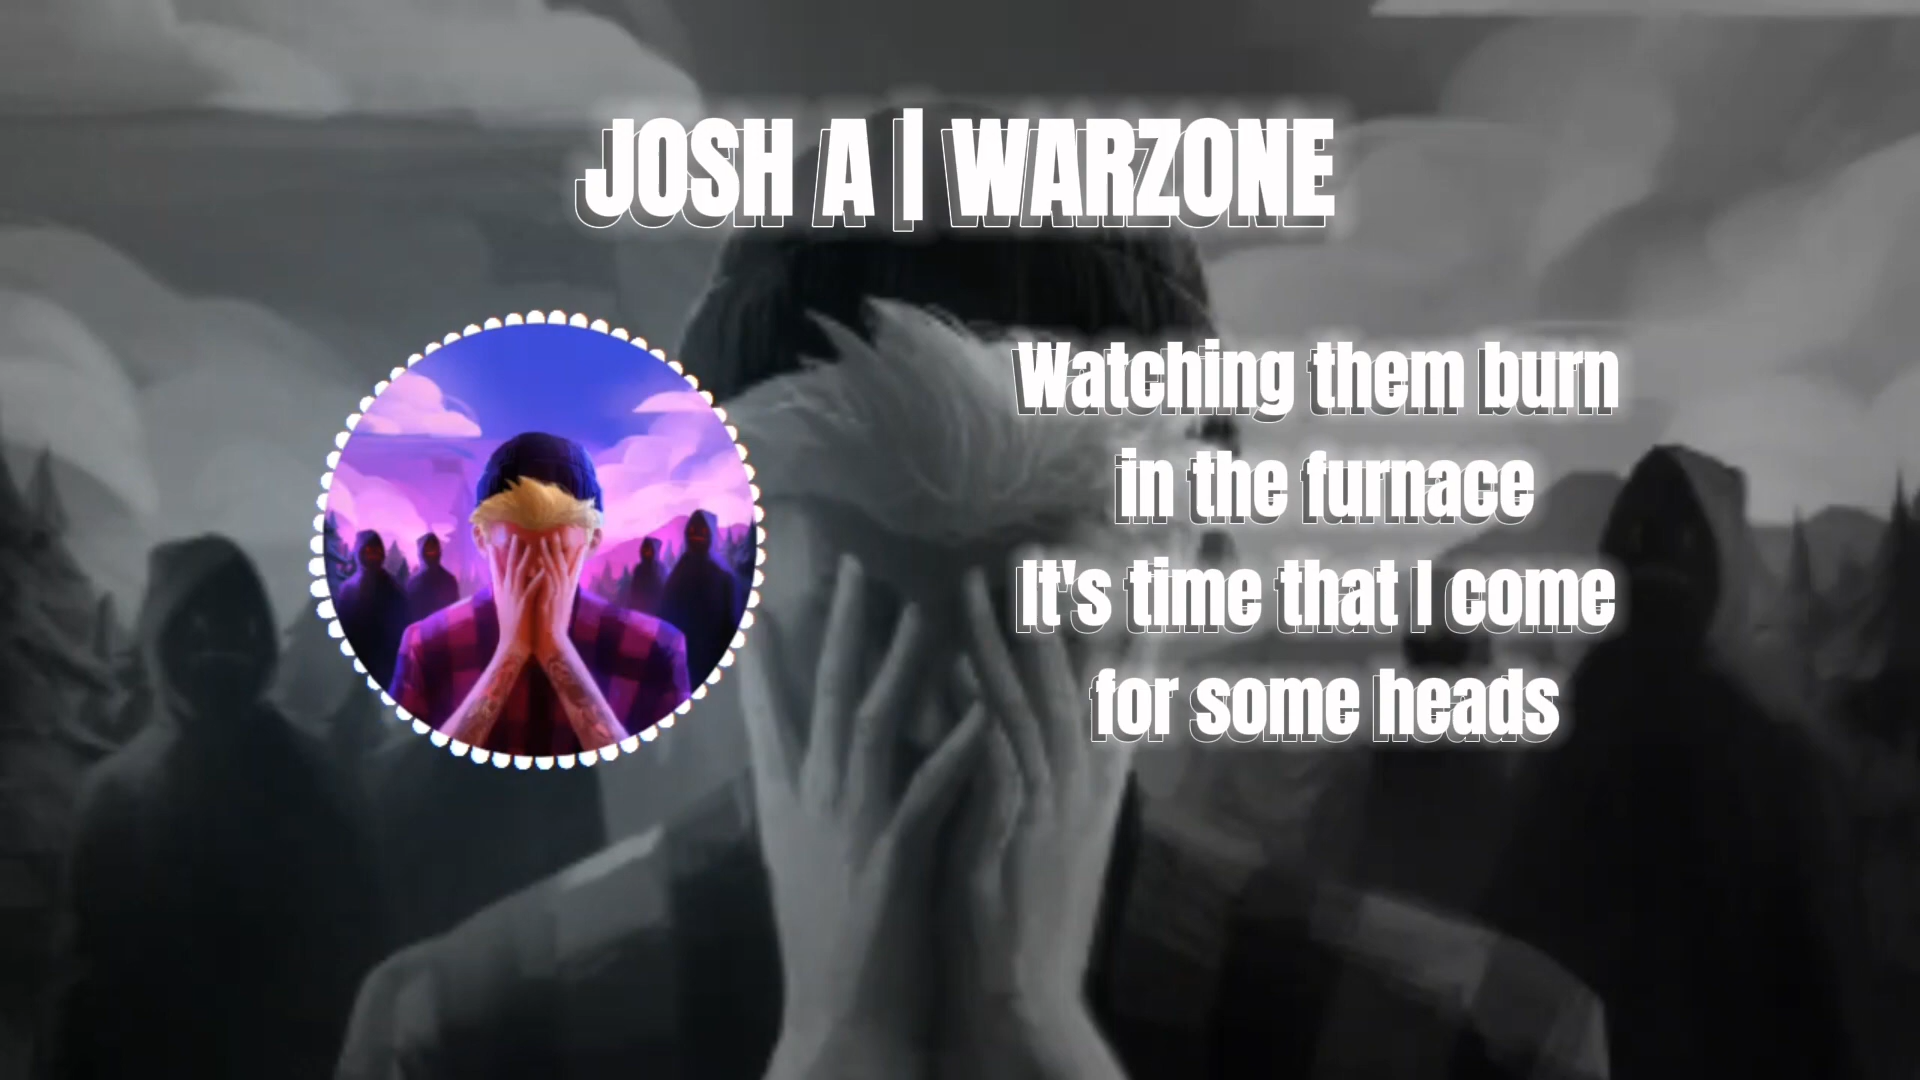 JOSH A | WARZONE
Watching them burn
in the furnace
It's time that I come
for some heads